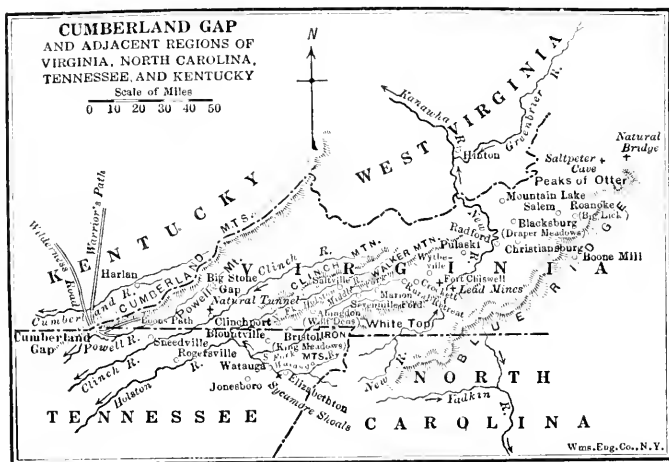 CUMBERLAND GAP
AND ADJACENT REGIONS OF
VIRGINIA, NORTH CAROLINA,
TENNESSEE, AND KENTUCKY
Scale of Miles
0 10 20 30 40 50
N
WEST VIRGINIA
Kanawha R.
Greenbrier R.
Hinton
Natural
Bridge
Saltpeter
Cave
Peaks of Otter
Mountain Lake
Salem
Roanoke
(Big Lick)
Blacksburg
(Draper Meadows)
New R.
Radford
Christiansburg
Boone Mill
Pulaski
Wytheville
Fort Chiswell
Lead Mines
KENTUCKY
Wilderness Road
Warrior's Path
Harlan
CUMBERLAND MTS.
Cumberland R.
Big Stone
Gap
Powell's Mt.
Clinch R.
CLINCH MTN.
WALKER MTN.
VIRGINIA
BLUE RIDGE
Natural Tunnel
Saltville
Marion
Abingdon
White Top
Cumberland
Gap
Powell R.
Sneedville
Clinchport
Blountville
Bristol
(King Meadows)
IRON
MTS.
Clinch R.
Rogersville
Holston R.
Watauga
Watauga R.
Jonesboro
Elizabethton
Sycamore Shoals
New R.
NORTH
CAROLINA
Yadkin R.
TENNESSEE
Wms. Eng. Co., N.Y.